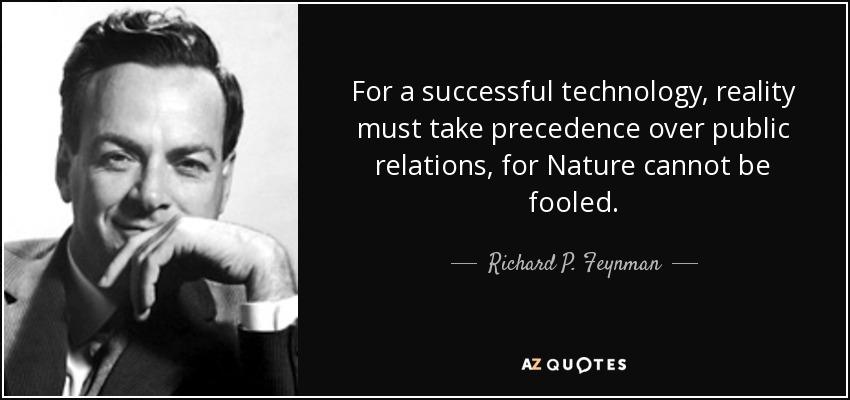 For a successful technology, reality
must take precedence over public
relations, for Nature cannot be
fooled.
Richard P. Feynman
AZ QUOTES